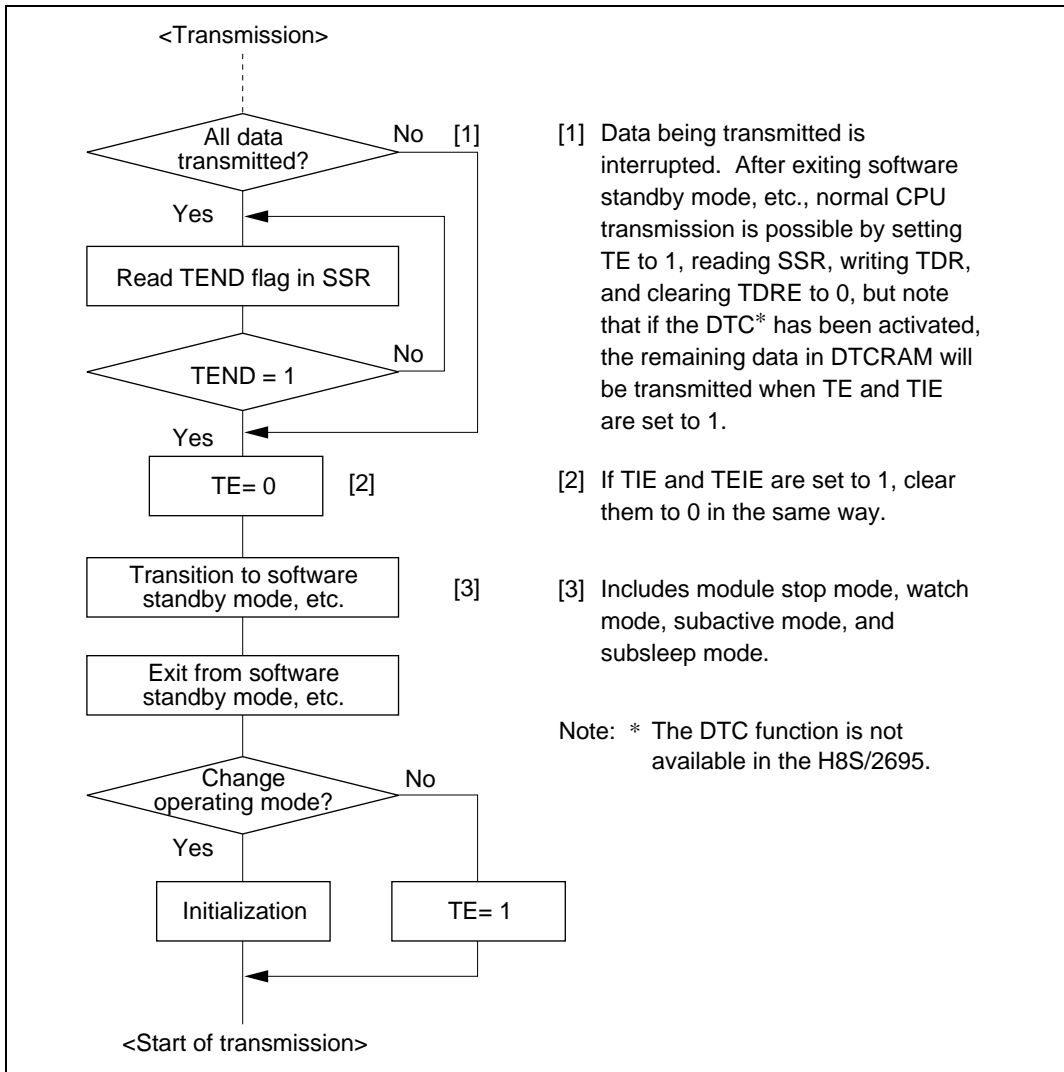 <Transmission>
All data
transmitted?
No
[1]
Yes
Read TEND flag in SSR
TEND = 1
No
Yes
TE= 0
[2]
Transition to software
standby mode, etc.
[3]
Exit from software
standby mode, etc.
Change
operating mode?
No
Yes
Initialization
TE= 1
<Start of transmission>
[1] Data being transmitted is
interrupted. After exiting software
standby mode, etc., normal CPU
transmission is possible by setting
TE to 1, reading SSR, writing TDR,
and clearing TDRE to 0, but note
that if the DTC* has been activated,
the remaining data in DTCRAM will
be transmitted when TE and TIE
are set to 1.
[2] If TIE and TEIE are set to 1, clear
them to 0 in the same way.
[3] Includes module stop mode, watch
mode, subactive mode, and
subsleep mode.
Note: * The DTC function is not
available in the H8S/2695.